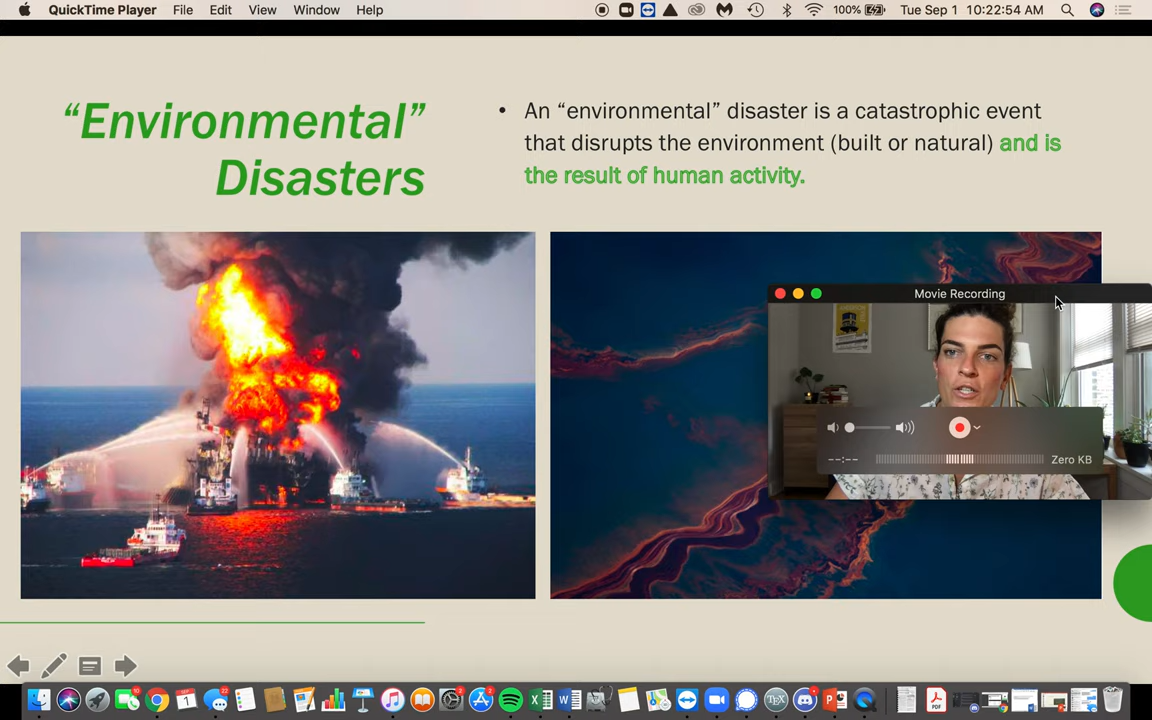 QuickTime Player File Edit View Window Help 100% Tue Sep 1 10:22:54 AM
“Environmental”
Disasters
• An “environmental” disaster is a catastrophic event
that disrupts the environment (built or natural) and is
the result of human activity.
Movie Recording
--:-- Zero KB